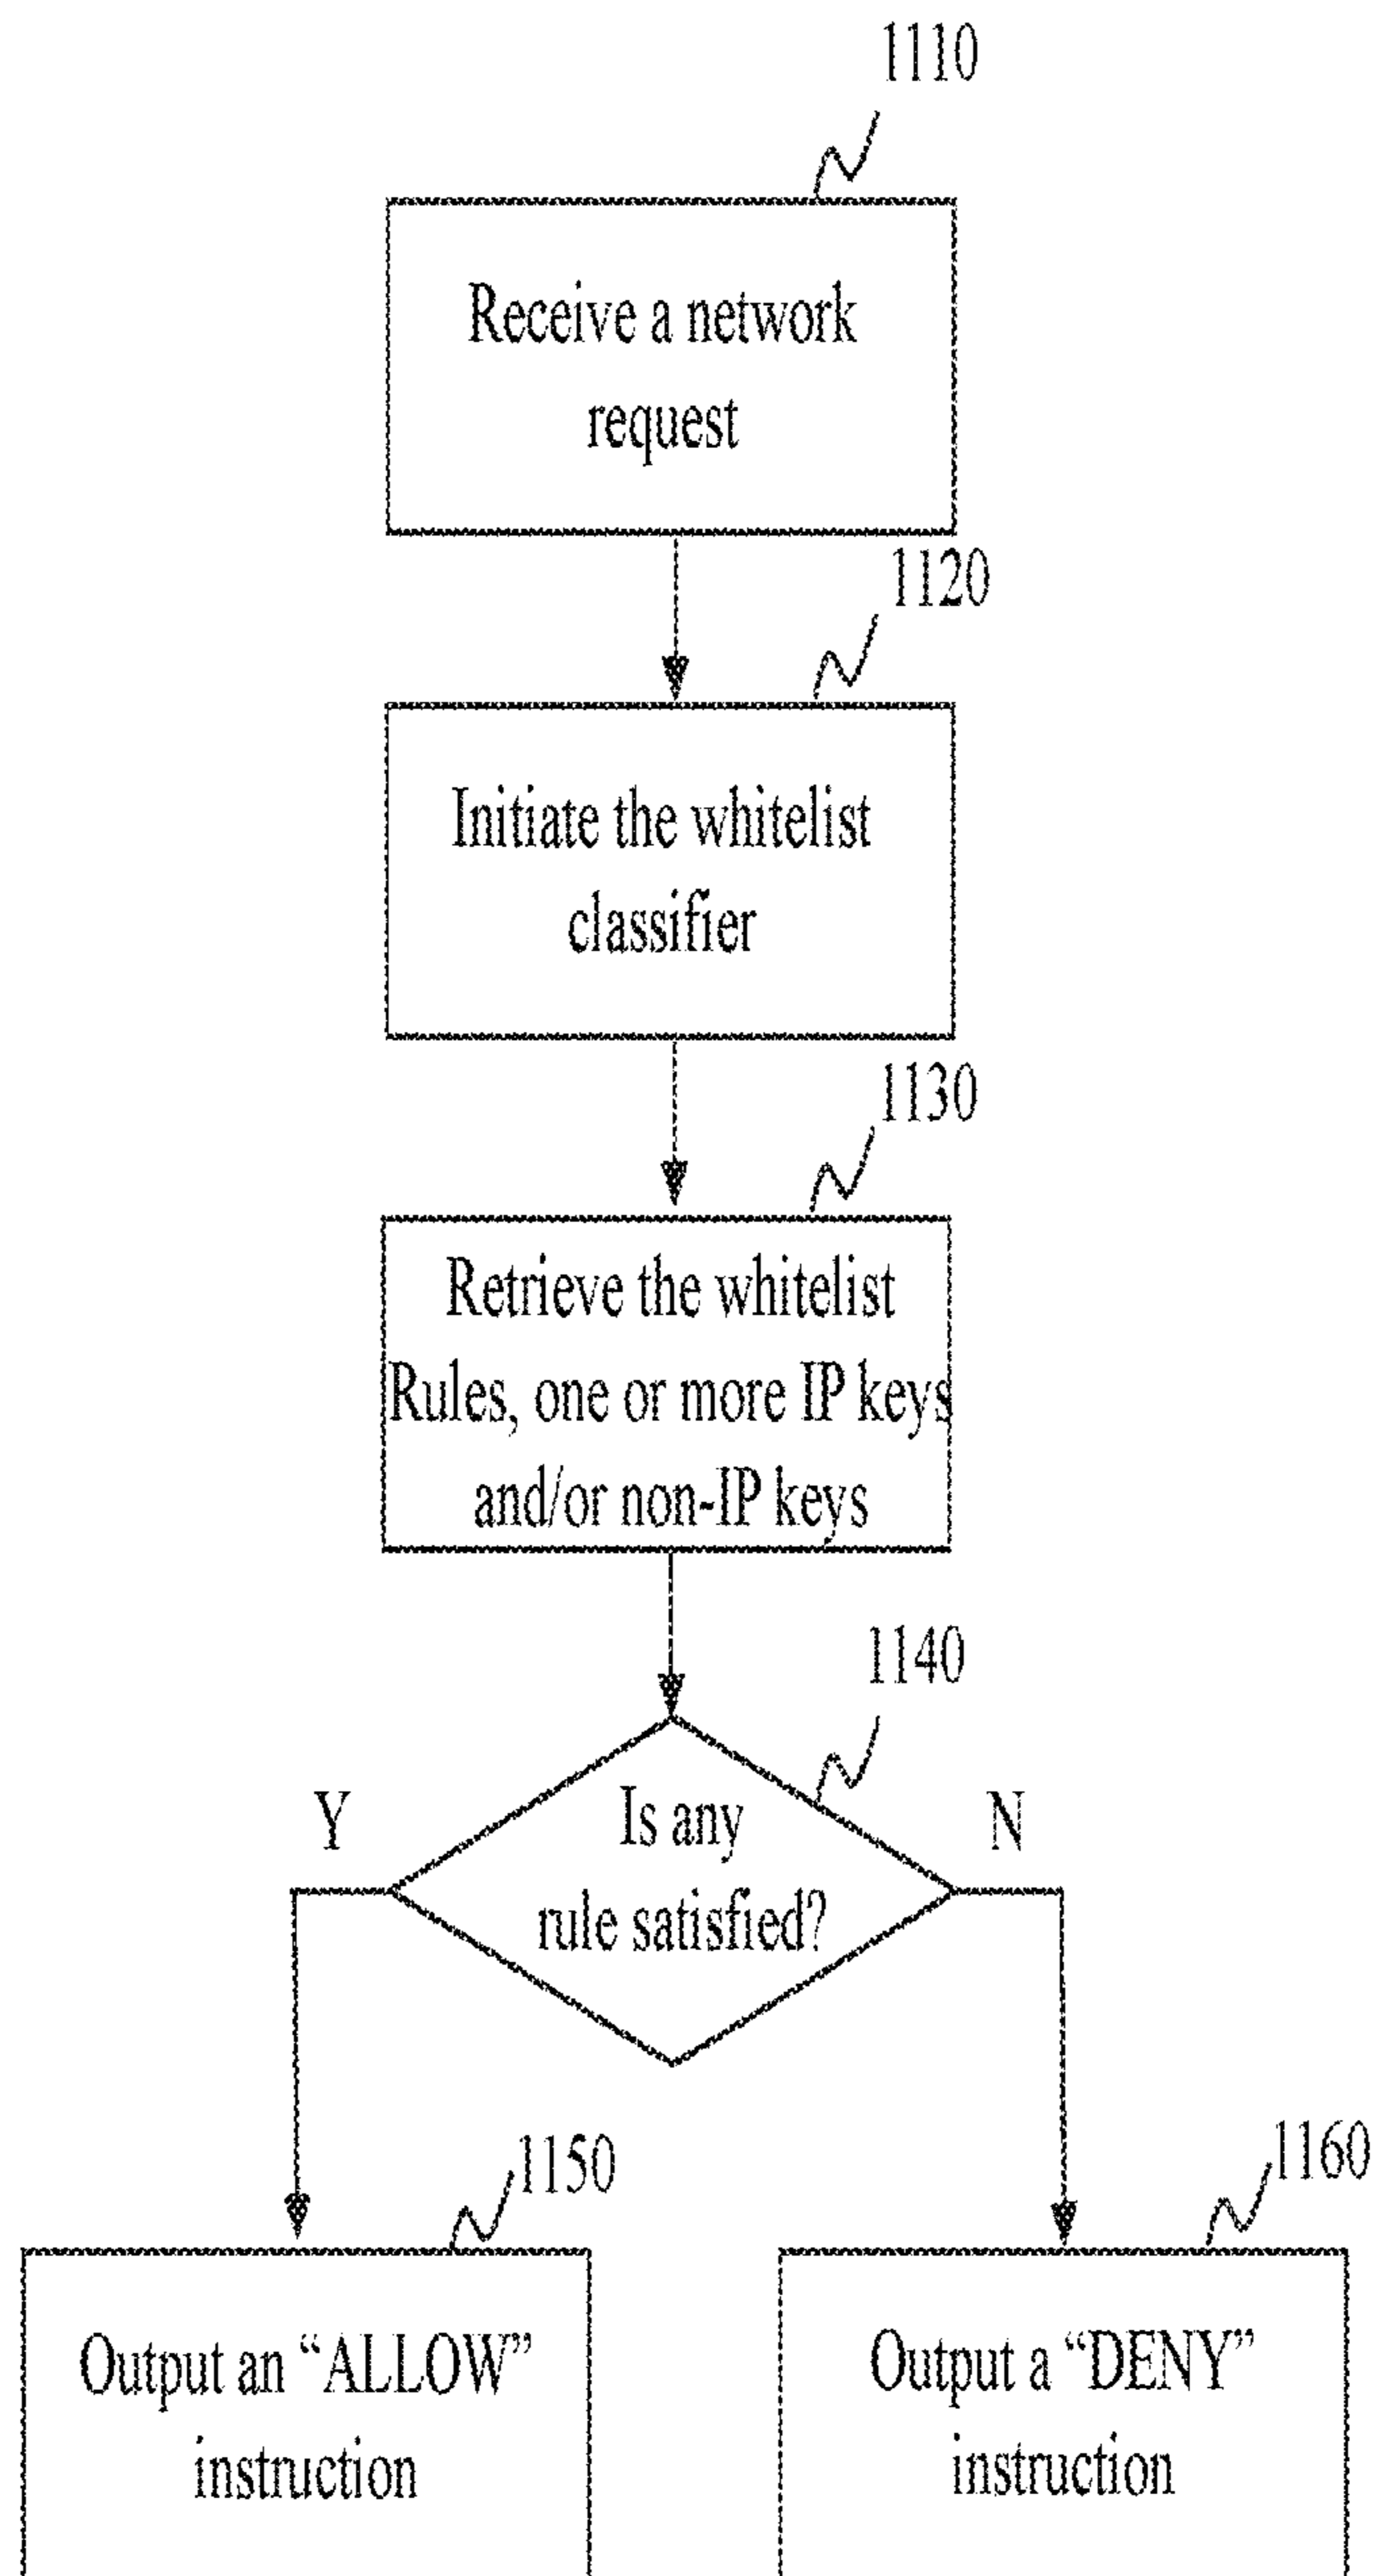 1110
Receive a network
request
1120
Initiate the whitelist
classifier
1130
Retrieve the whitelist
Rules, one or more IP keys
and/or non-IP keys
1140
Y
Is any
N
rule satisfied?
1150
1160
Output an “ALLOW”
instruction
Output a “DENY”
instruction